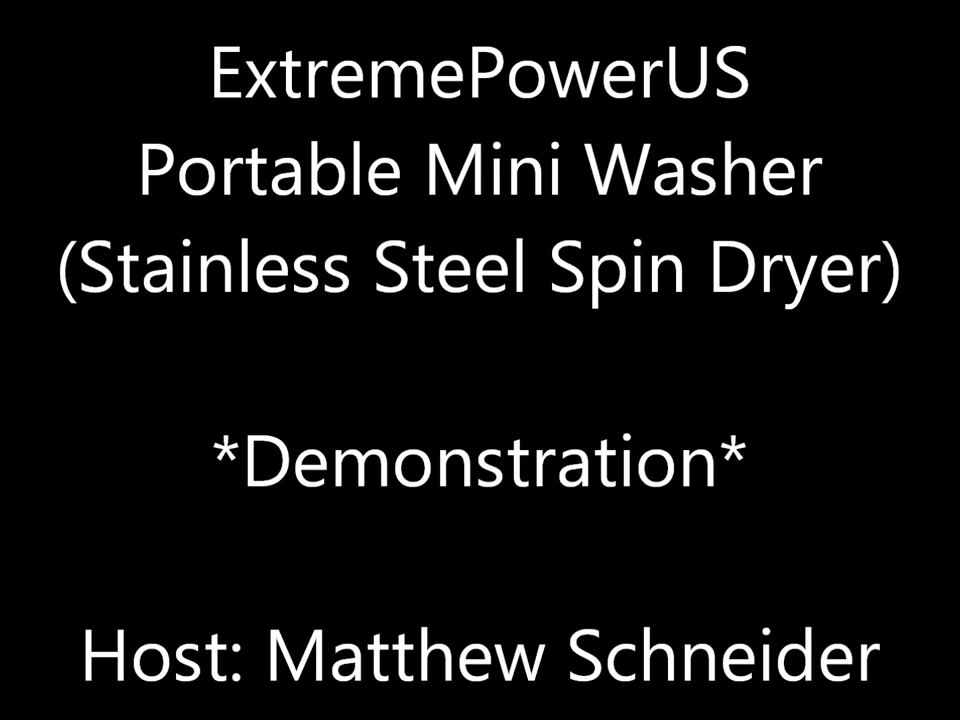 ExtremePowerUS
Portable Mini Washer
(Stainless Steel Spin Dryer)
*Demonstration*
Host: Matthew Schneider